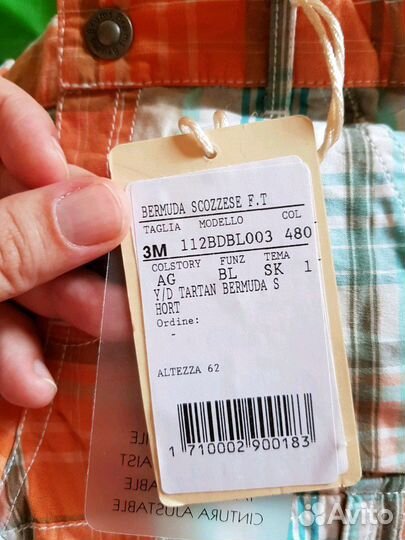 BERMUDA SCOZZESE F.T
TAGLIA MODELLO COL
3M 112BDBL003 480
COLSTORY FUNZ TEMA
AG BL SK 1
Y/D TARTAN BERMUDA S
HORT
Ordine:
-
ALTEZZA 62
1 710002 900183
CINTURA AJUSTABLE
Avito